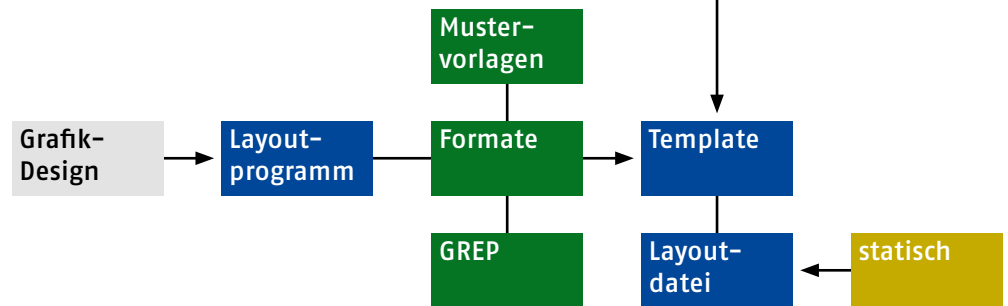 Muster-
vorlagen
Grafik-
Design
Layout-
programm
Formate
Template
GREP
Layout-
datei
statisch